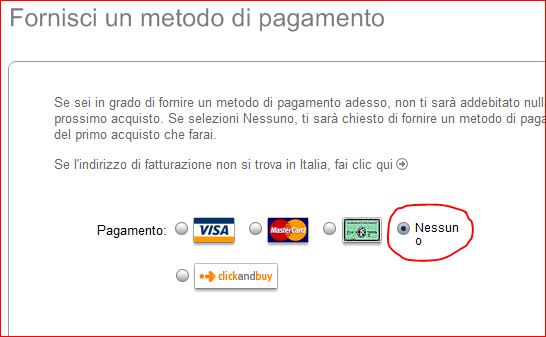 Fornisci un metodo di pagamento
Se sei in grado di fornire un metodo di pagamento adesso, non ti sarà addebitato nulla
prossimo acquisto. Se selezioni Nessuno, ti sarà chiesto di fornire un metodo di paga
del primo acquisto che farai.
Se l'indirizzo di fatturazione non si trova in Italia, fai clic qui
Pagamento: VISA MasterCard Nessun
o
clickandbuy